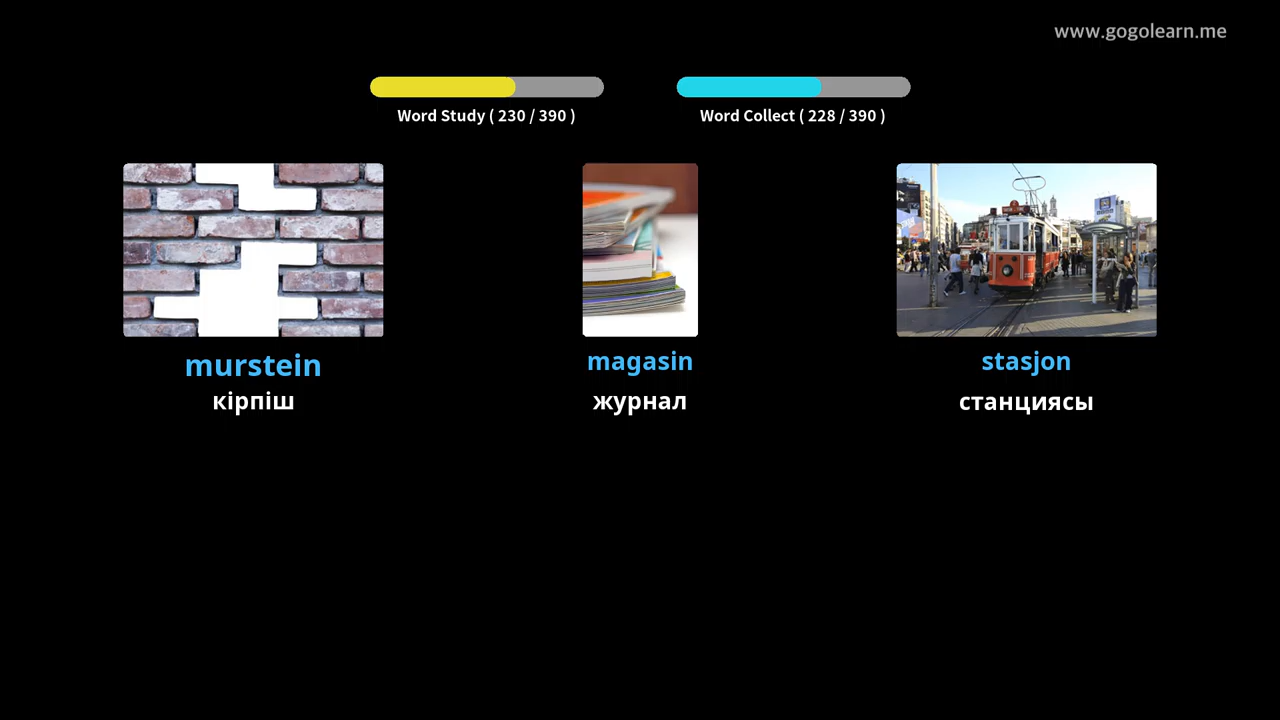 www.gogolearn.me
Word Study ( 230 / 390 )
Word Collect ( 228 / 390 )
murstein
кірпіш
magasin
журнал
stasjon
станциясы